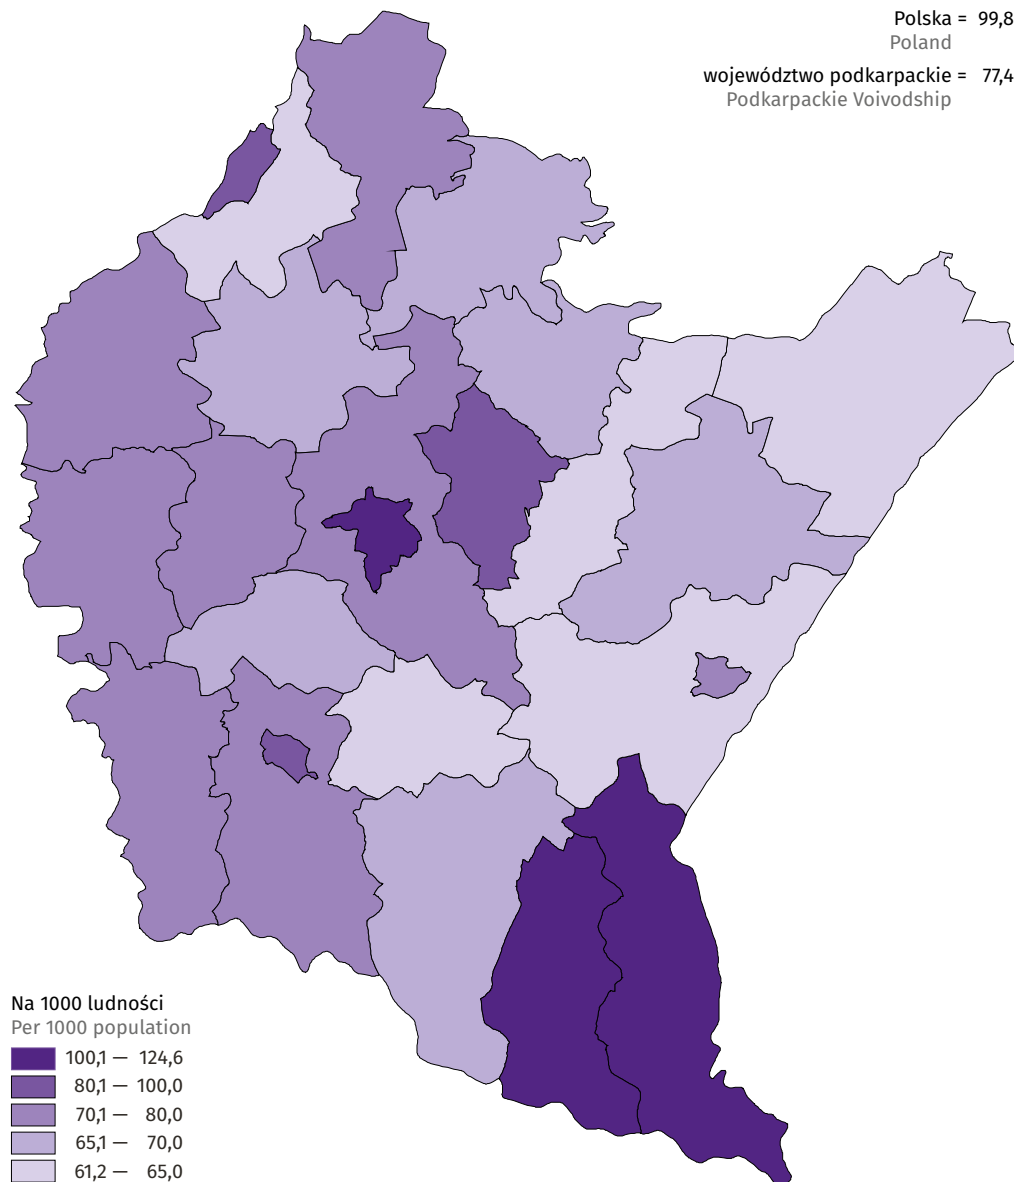 Polska = 99,8
Poland
województwo podkarpackie = 77,4
Podkarpackie Voivodship
Na 1000 ludności
Per 1000 population
100,1 — 124,6
80,1 — 100,0
70,1 — 80,0
65,1 — 70,0
61,2 — 65,0